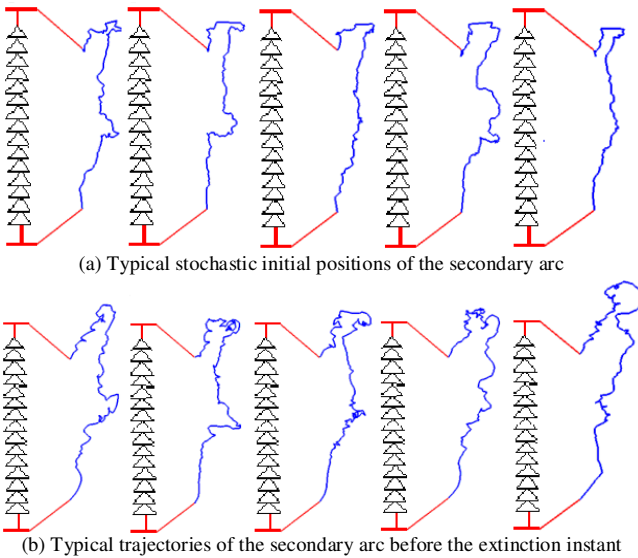 (a) Typical stochastic initial positions of the secondary arc
(b) Typical trajectories of the secondary arc before the extinction instant